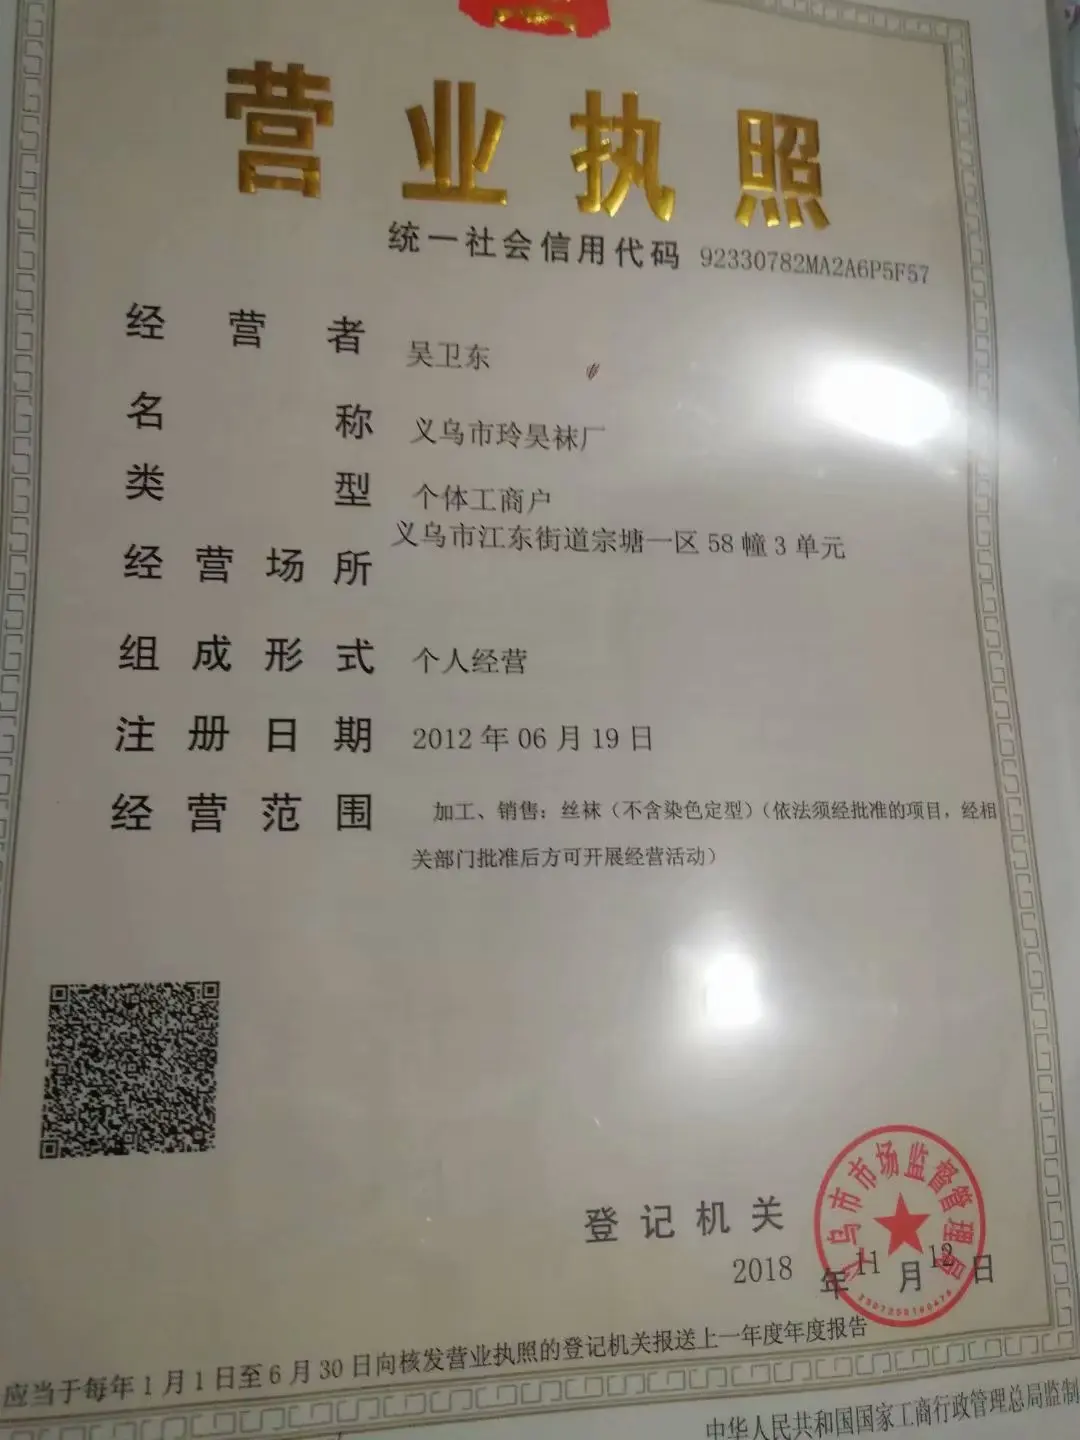 营业执照
统一社会信用代码 92330782MA2A6P5F57
经营者 吴卫东
名称 义乌市玲昊袜厂
类型 个体工商户
经营场所 义乌市江东街道宗塘一区58幢3单元
组成形式 个人经营
注册日期 2012年06月19日
经营范围 加工、销售：丝袜（不含染色定型）（依法须经批准的项目，经相
关部门批准后方可开展经营活动）
义乌市市场监督管理局
登记机关
2018年11月12日
应当于每年1月1日至6月30日向核发营业执照的登记机关报送上一年度年度报告
中华人民共和国国家工商行政管理总局监制